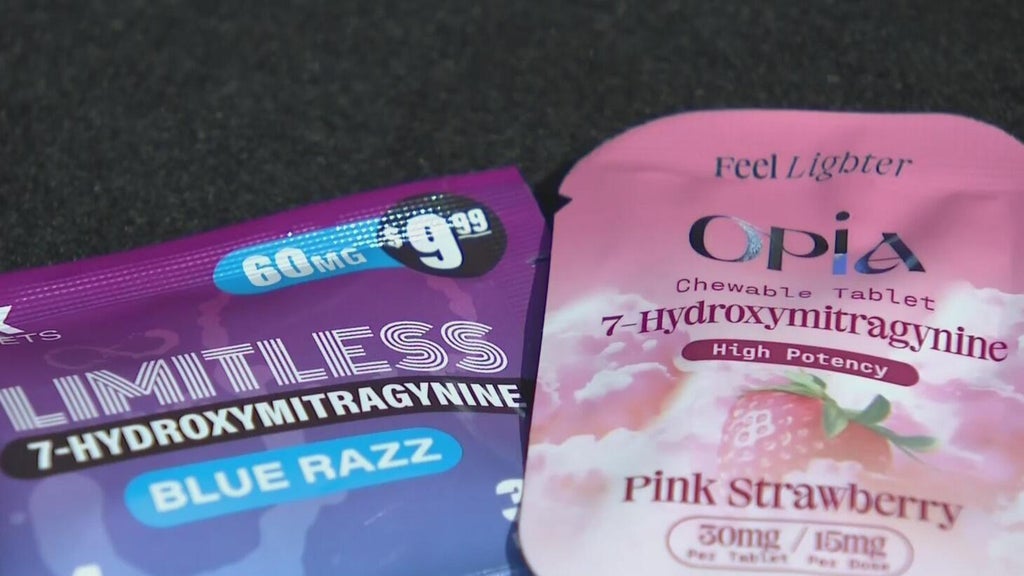 60MG
$9.99
LIMITLESS
7-HYDROXYMITRAGYNINE
BLUE RAZZ
Feel Lighter
Opia
Chewable Tablet
7-Hydroxymitragynine
High Potency
Pink Strawberry
30mg / 15mg
Per Tablet Per Dose